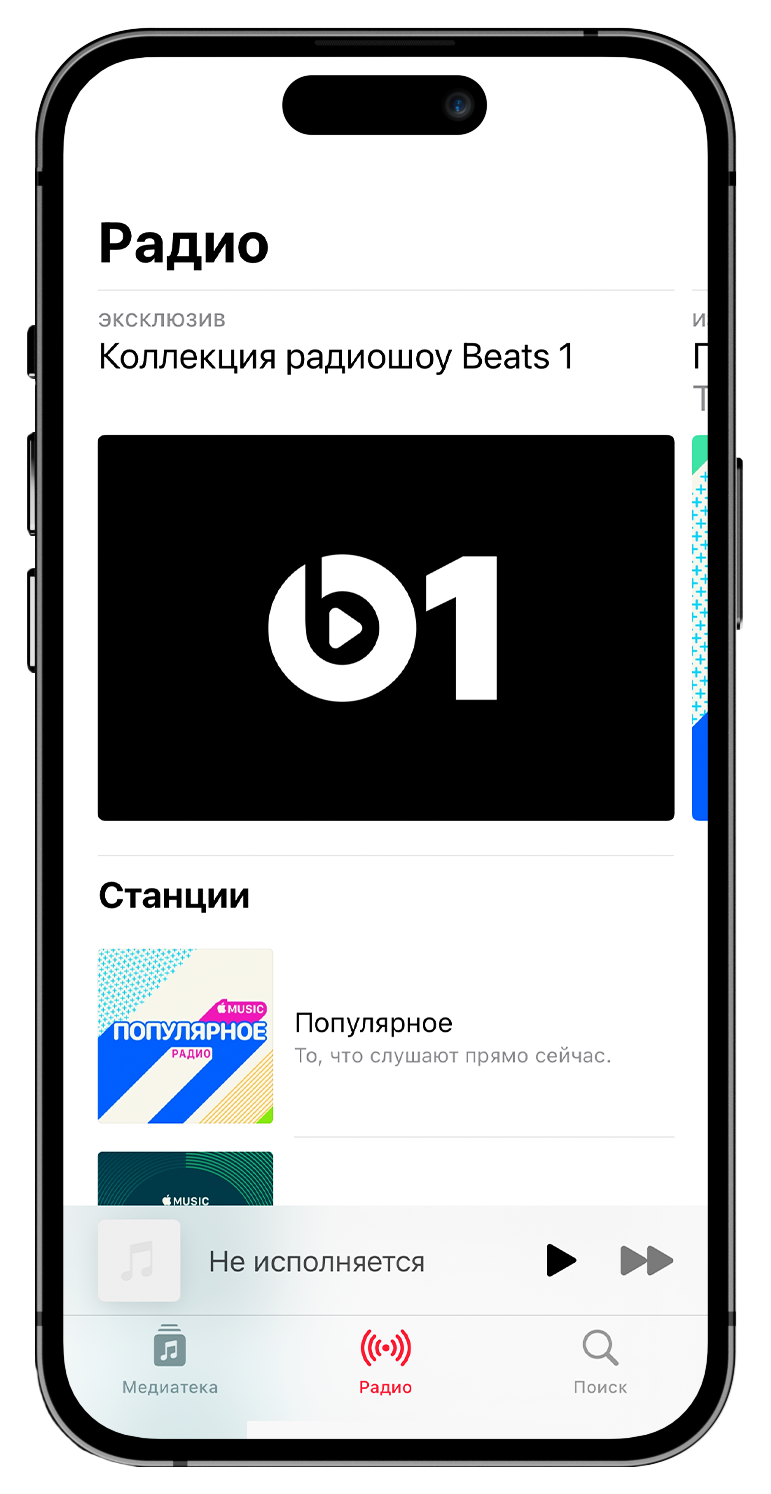 Радио
ЭКСКЛЮЗИВ
Коллекция радиошоу Beats 1
b1
Станции
MUSIC
ПОПУЛЯРНОЕ
РАДИО
Популярное
То, что слушают прямо сейчас.
MUSIC
Не исполняется
Медиатека
Радио
Поиск